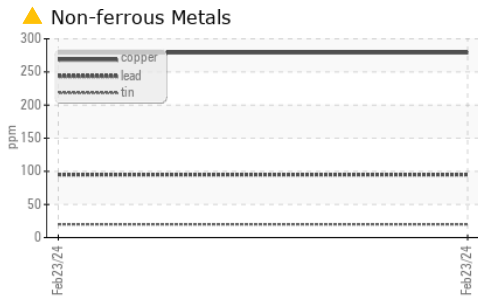 Non-ferrous Metals
300
250
200
150
100
50
0
ppm
copper
lead
tin
Feb23/24
Feb23/24